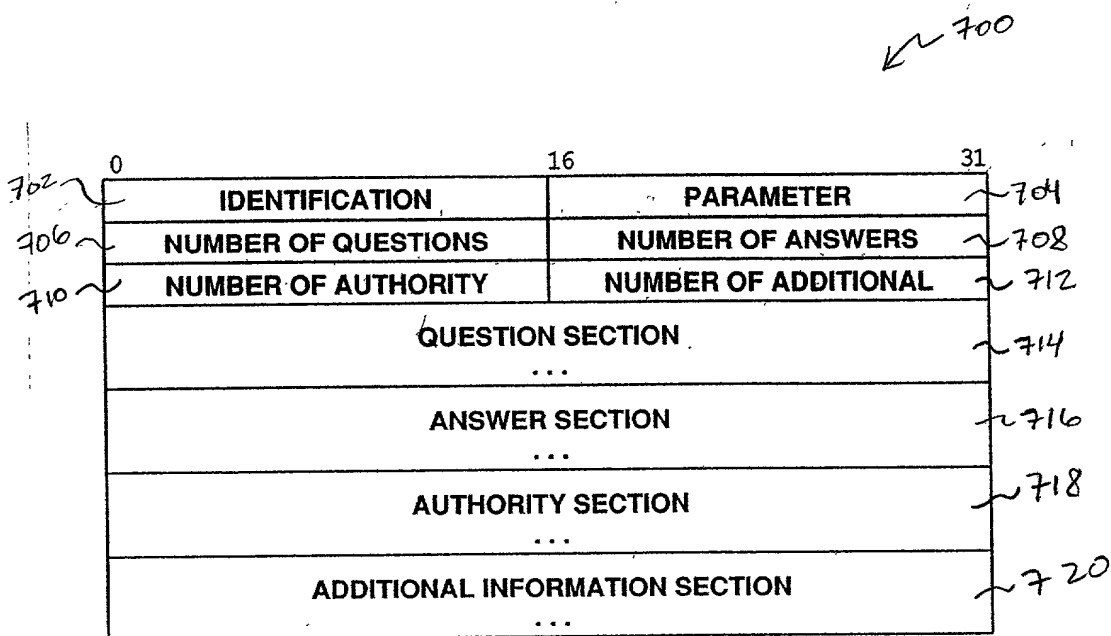 700
0 16 31
702 IDENTIFICATION PARAMETER 704
706 NUMBER OF QUESTIONS NUMBER OF ANSWERS 708
710 NUMBER OF AUTHORITY NUMBER OF ADDITIONAL 712
QUESTION SECTION 714
...
ANSWER SECTION 716
...
AUTHORITY SECTION 718
...
ADDITIONAL INFORMATION SECTION 720
...